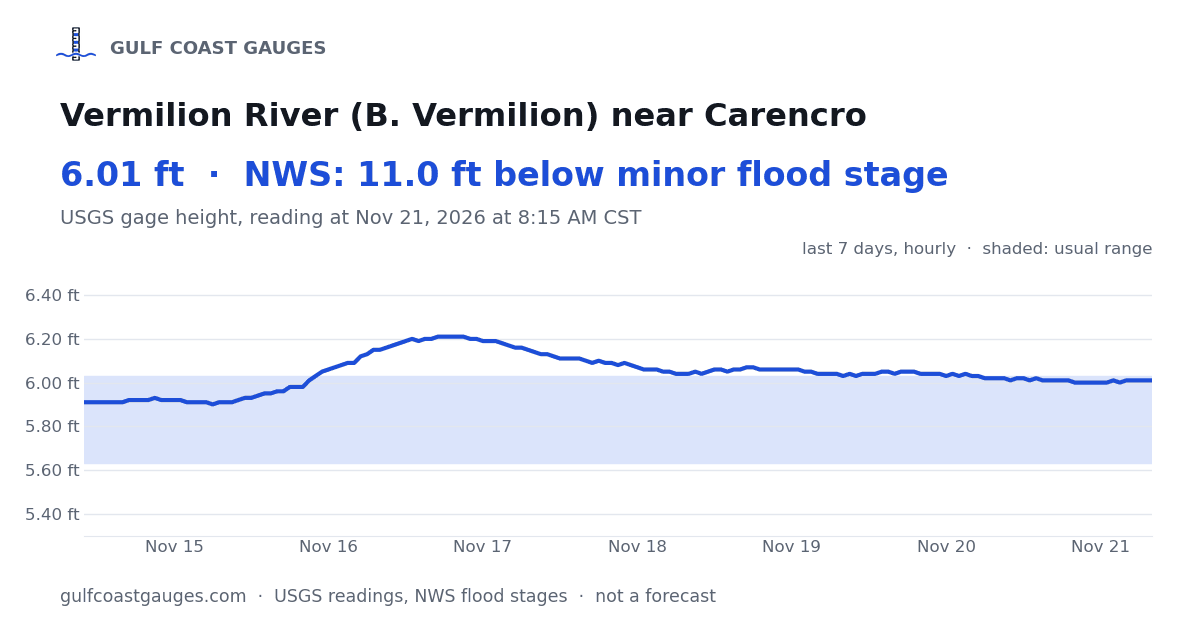 GULF COAST GAUGES
Vermilion River (B. Vermilion) near Carencro
6.01 ft · NWS: 11.0 ft below minor flood stage
USGS gage height, reading at Nov 21, 2026 at 8:15 AM CST
last 7 days, hourly · shaded: usual range
6.40 ft
6.20 ft
6.00 ft
5.80 ft
5.60 ft
5.40 ft
Nov 15 Nov 16 Nov 17 Nov 18 Nov 19 Nov 20 Nov 21
gulfcoastgauges.com · USGS readings, NWS flood stages · not a forecast